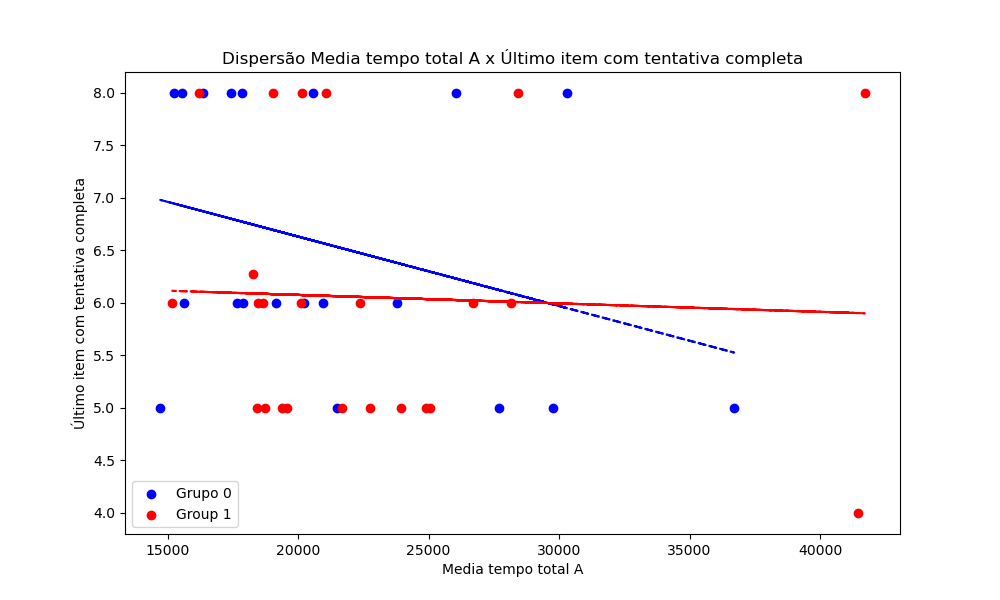 Dispersão Media tempo total A x Último item com tentativa completa
Último item com tentativa completa
8.0
7.5
7.0
6.5
6.0
5.5
5.0
4.5
4.0
Grupo 0
Group 1
15000 20000 25000 30000 35000 40000
Media tempo total A